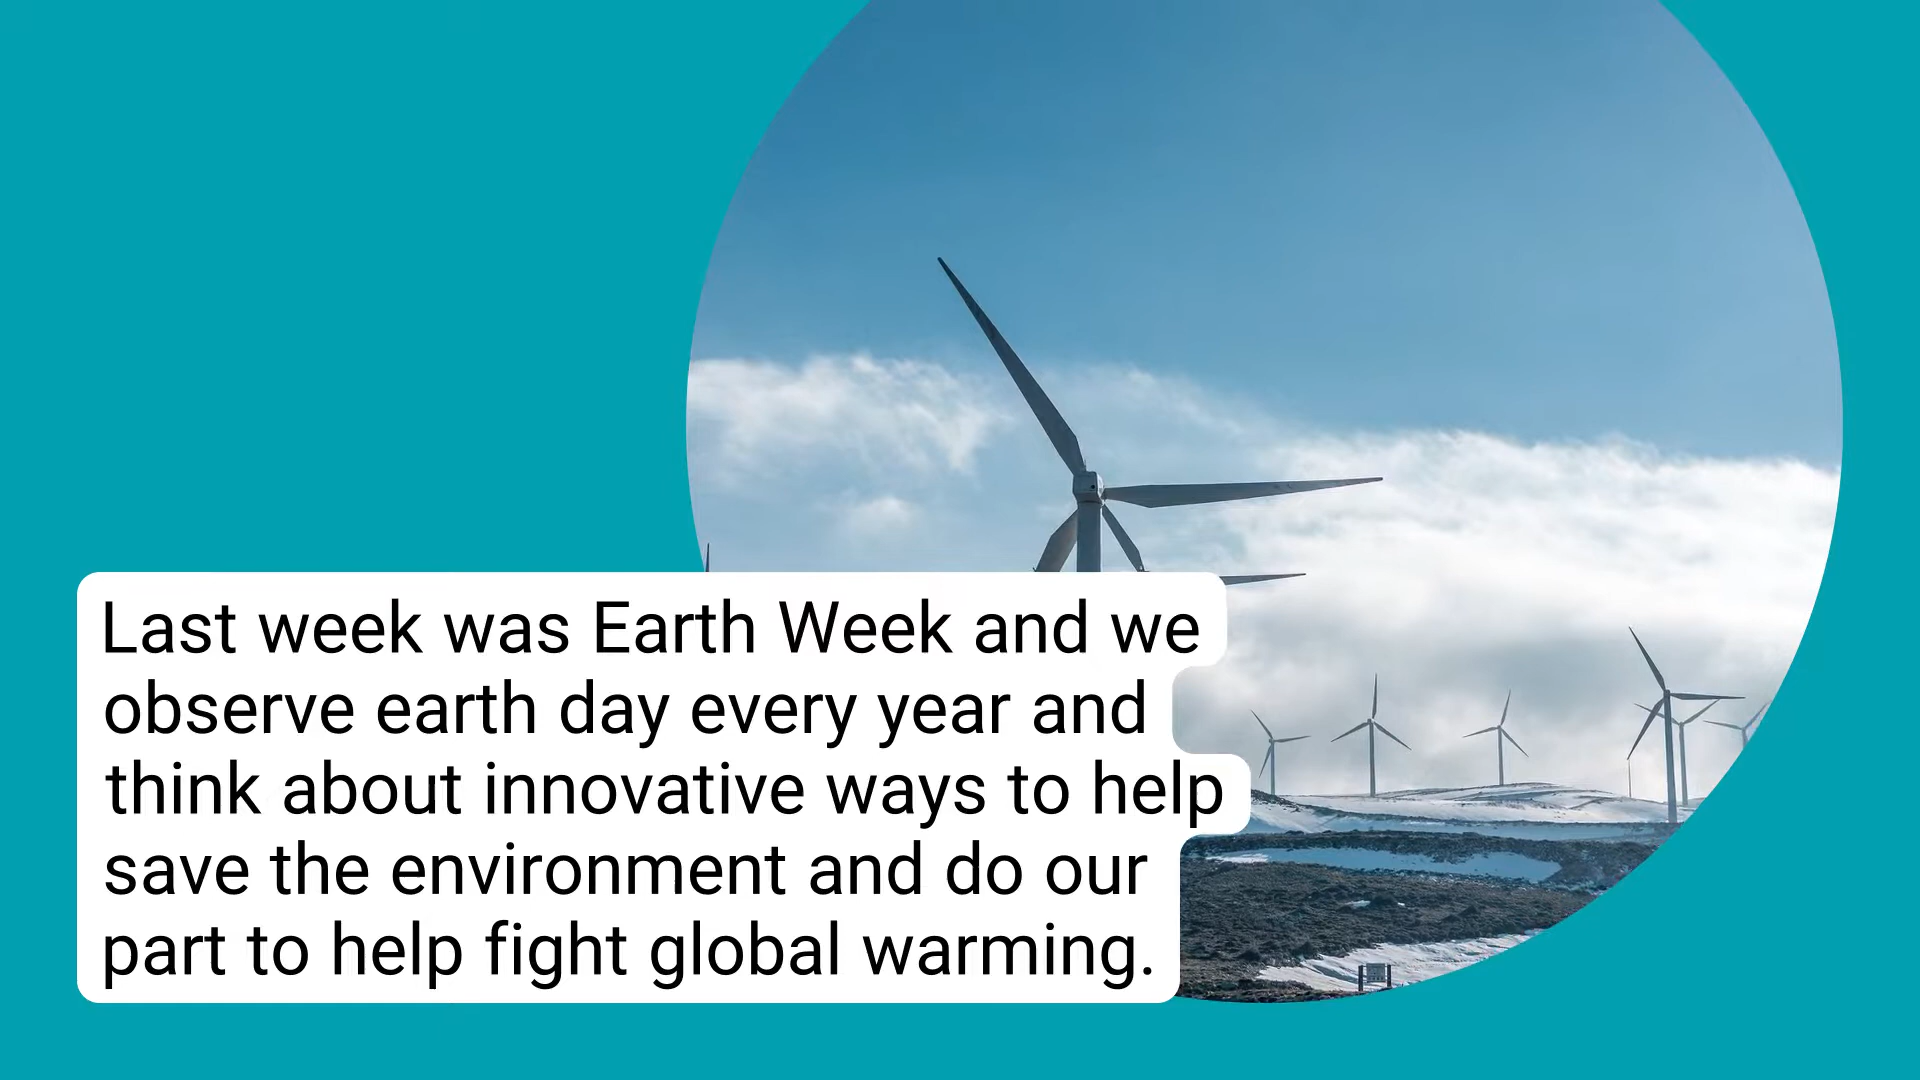 Last week was Earth Week and we
observe earth day every year and
think about innovative ways to help
save the environment and do our
part to help fight global warming.